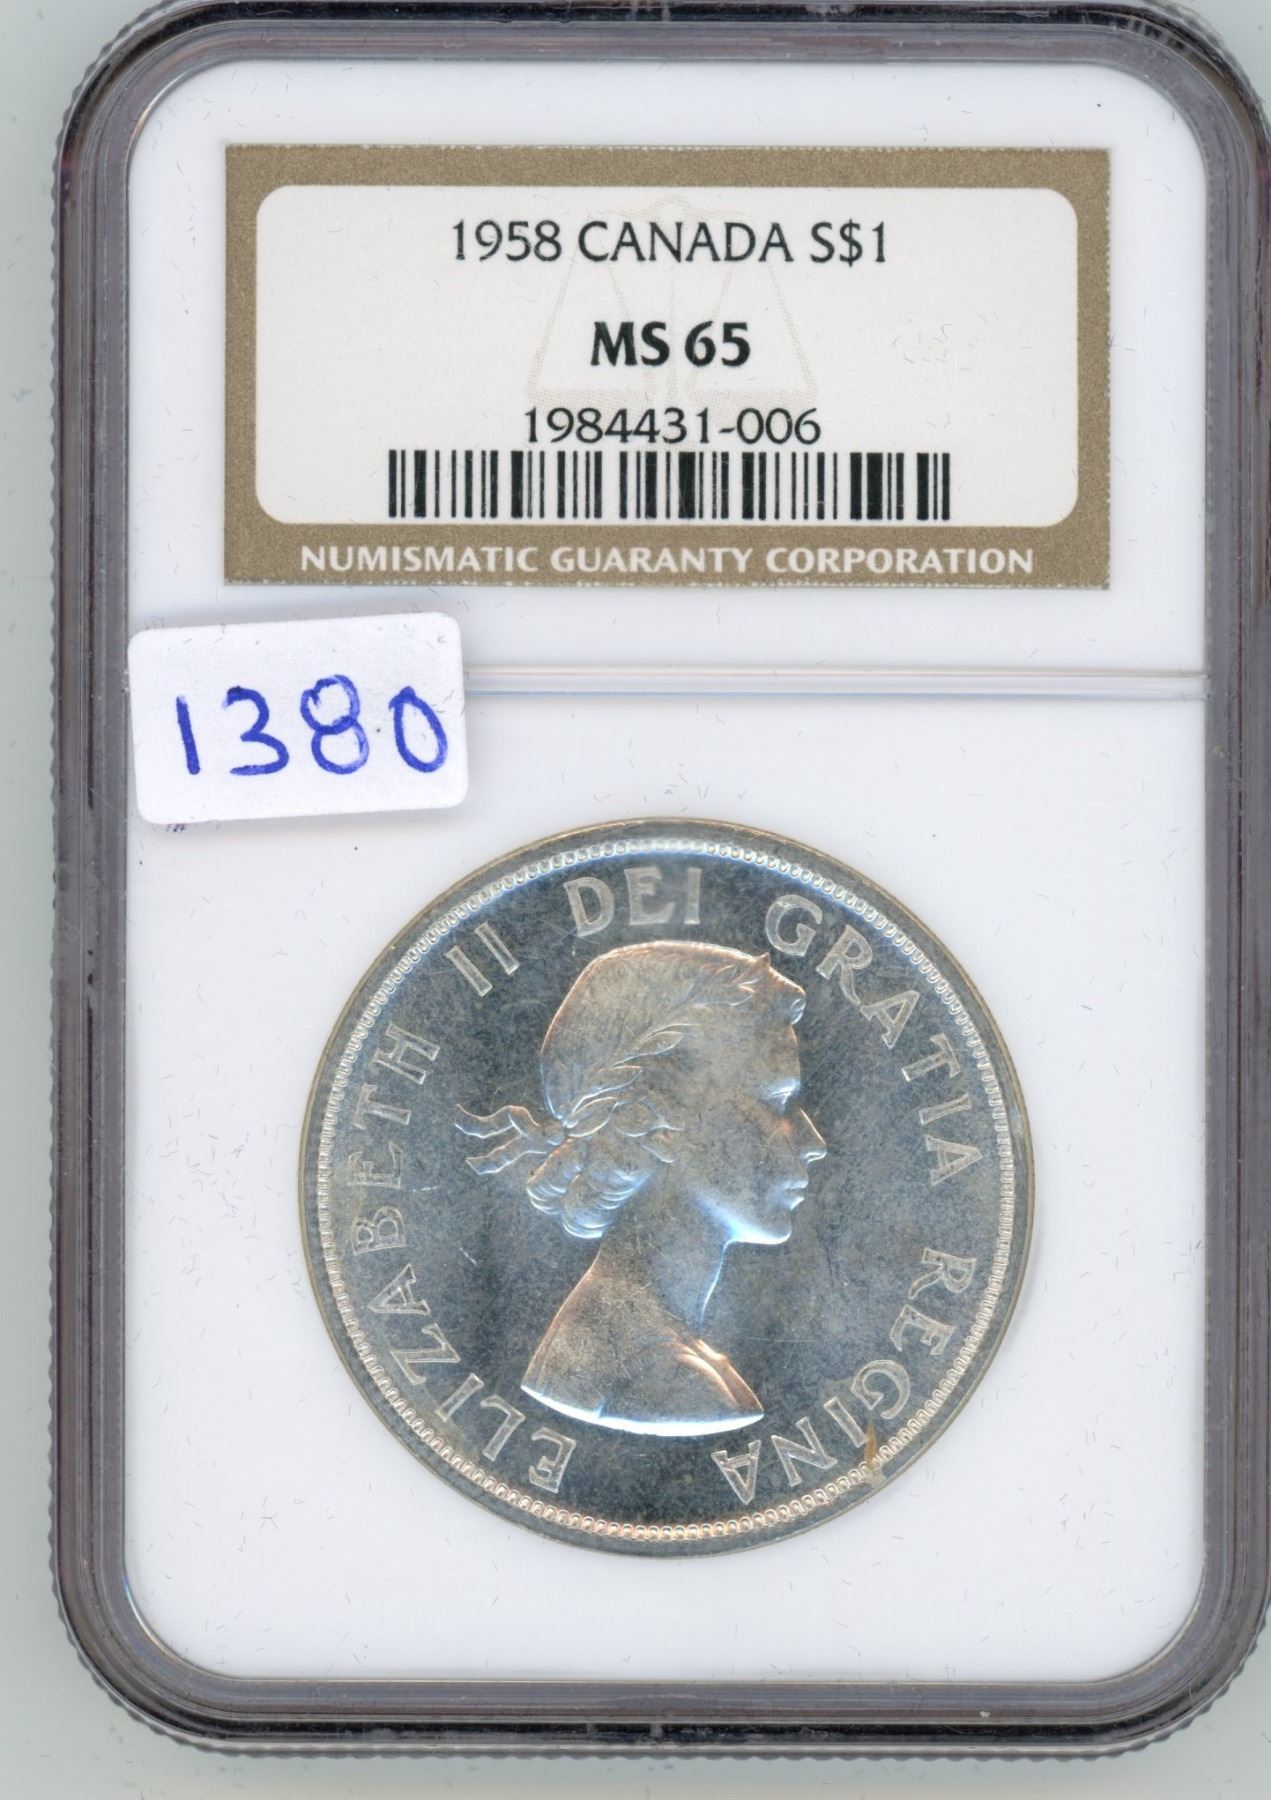 1958 CANADA S$1
MS 65
1984431-006
NUMISMATIC GUARANTY CORPORATION
1380
ELIZABETH II DEI GRATIA REGINA